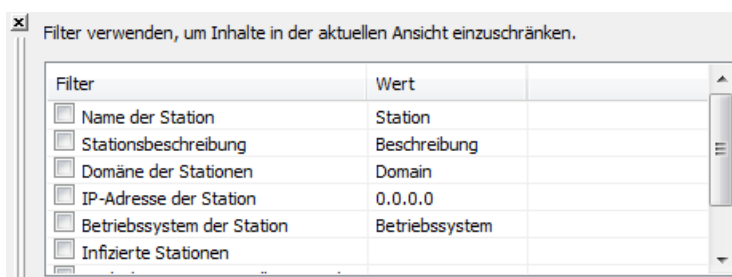 Filter verwenden, um Inhalte in der aktuellen Ansicht einzuschränken.
Filter Wert
Name der Station Station
Stationsbeschreibung Beschreibung
Domäne der Stationen Domain
IP-Adresse der Station 0.0.0.0
Betriebssystem der Station Betriebssystem
Infizierte Stationen